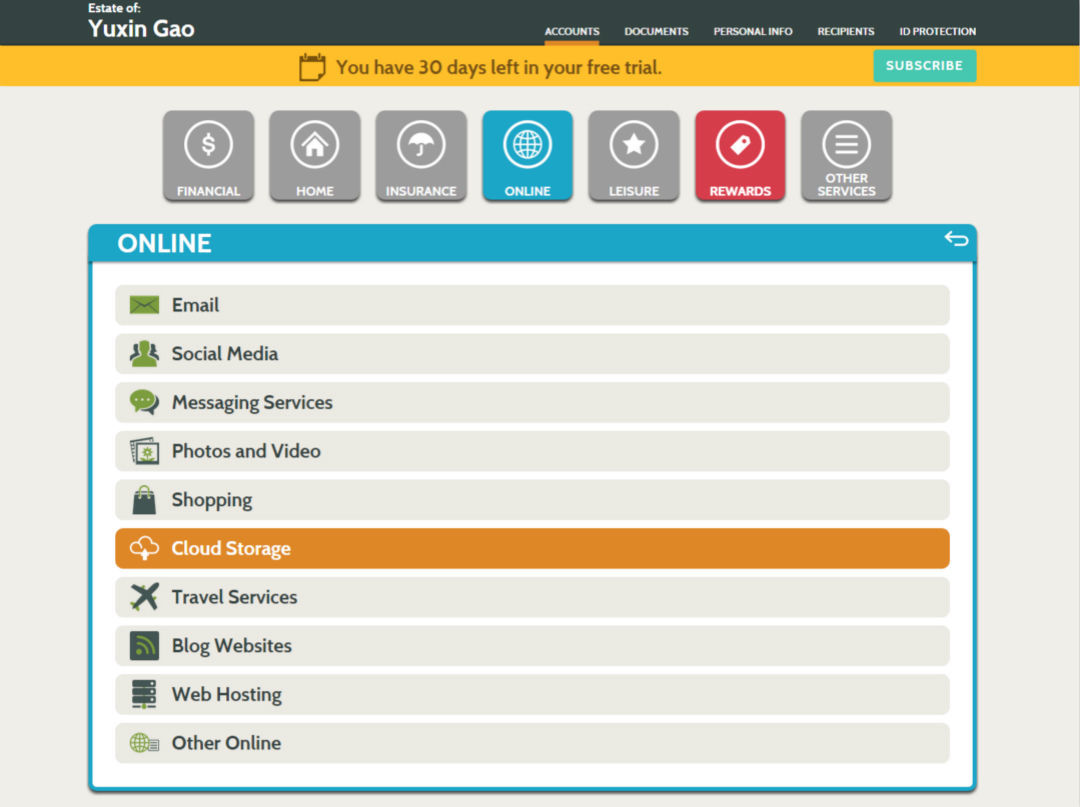 Estate of:
Yuxin Gao
ACCOUNTS DOCUMENTS PERSONAL INFO RECIPIENTS ID PROTECTION
You have 30 days left in your free trial. SUBSCRIBE
FINANCIAL HOME INSURANCE ONLINE LEISURE REWARDS OTHER SERVICES
ONLINE
Email
Social Media
Messaging Services
Photos and Video
Shopping
Cloud Storage
Travel Services
Blog Websites
Web Hosting
Other Online